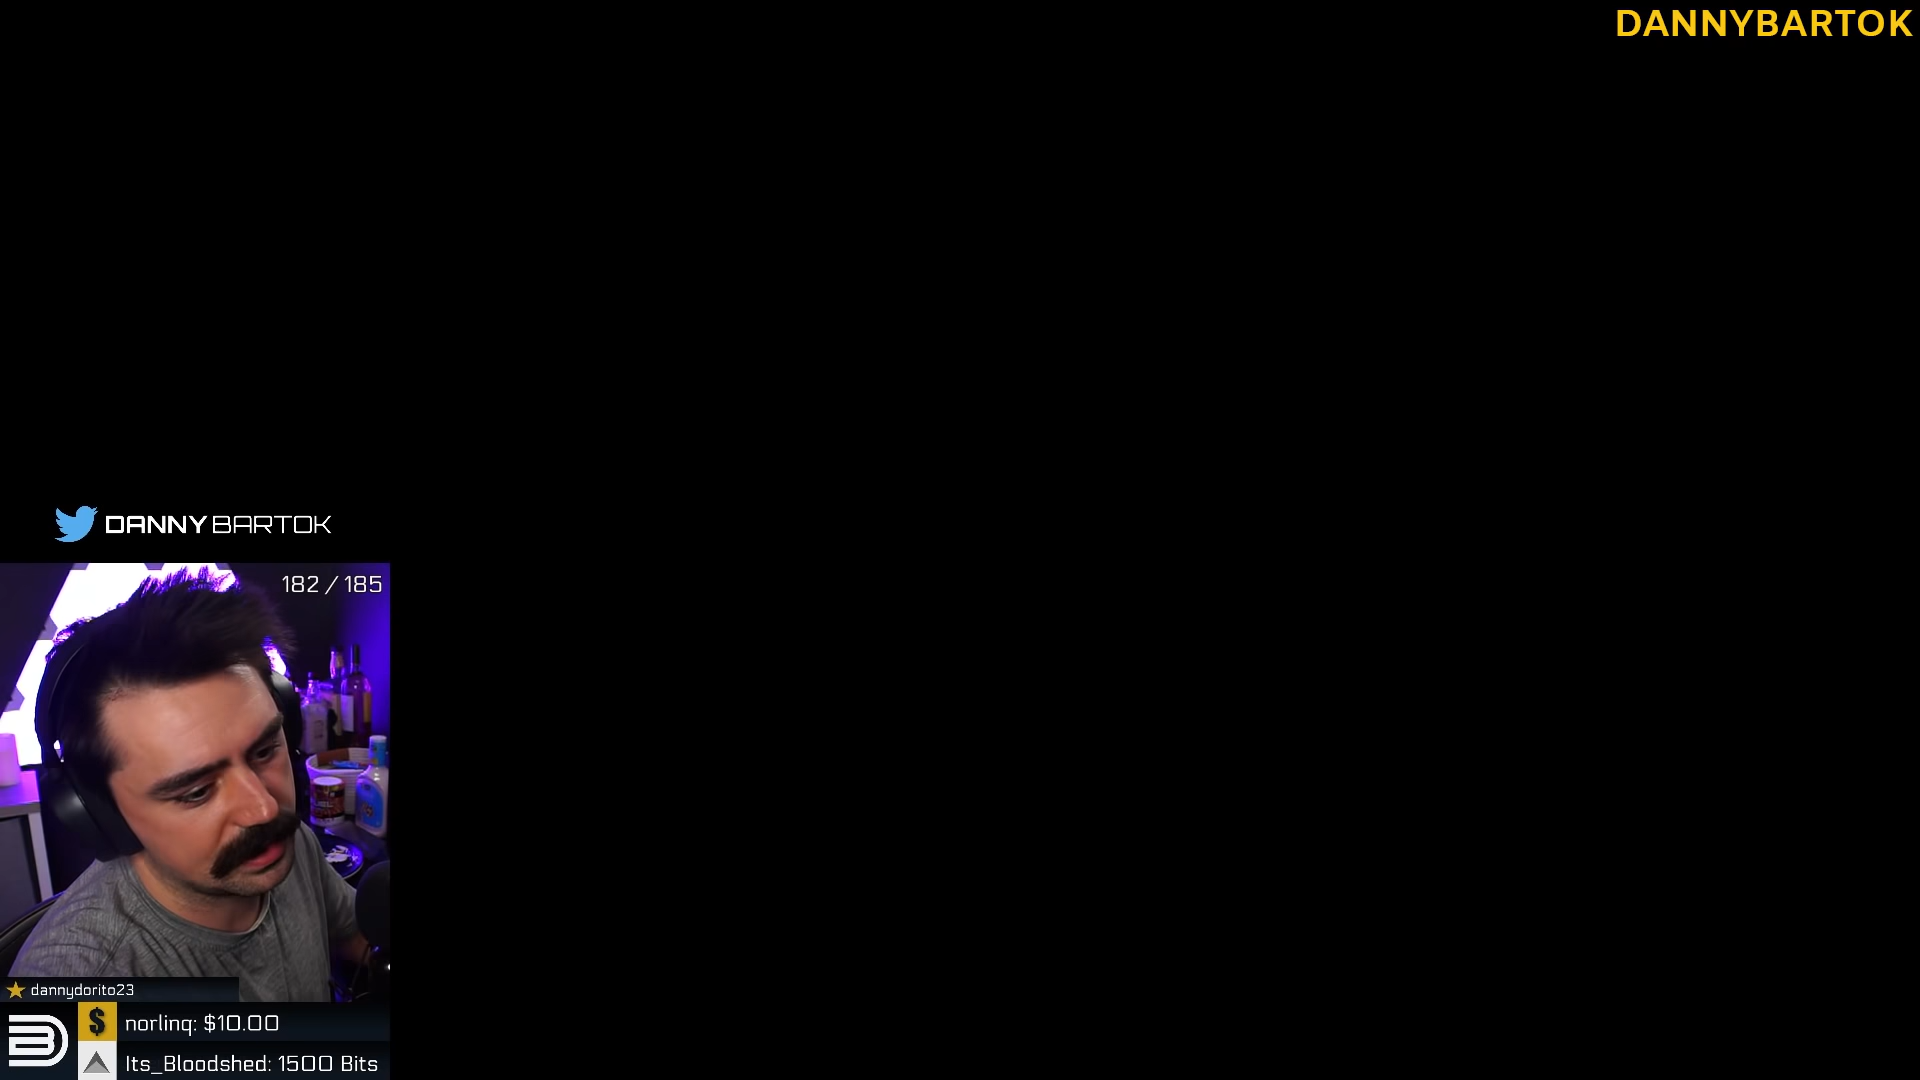 DANNYBARTOK
DANNY BARTOK
182 / 185
dannydorito23
$ norlinq: $10.00
Its_Bloodshed: 1500 Bits